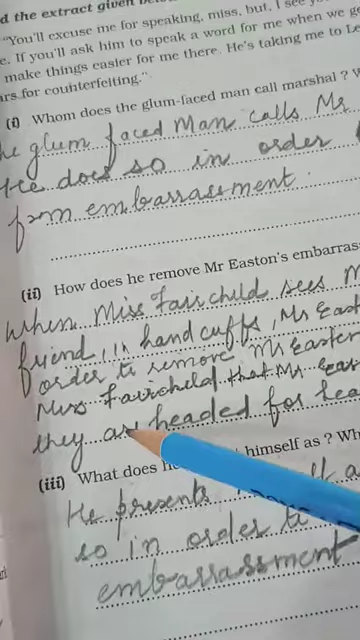 d the extract given
"You'll excuse me for speaking, miss, but, I see
e. If you'll ask him to speak a word for me when we ge
make things easier for me there. He's taking me to Le
ars for counterfeiting."
(i) Whom does the glum-faced man call marshal ?
he glum faced Man calls Mr
He does so in order
from embarrassment.
(ii) How does he remove Mr Easton's embarras
When Miss Fairchild sees M
friend, in handcuffs, Mr East
order to remove Mr Easton
Miss Fairchild that Mr Eas
they are headed for lea
(iii) What does himself as ? Wh
He presents
so in order to
embarrassment